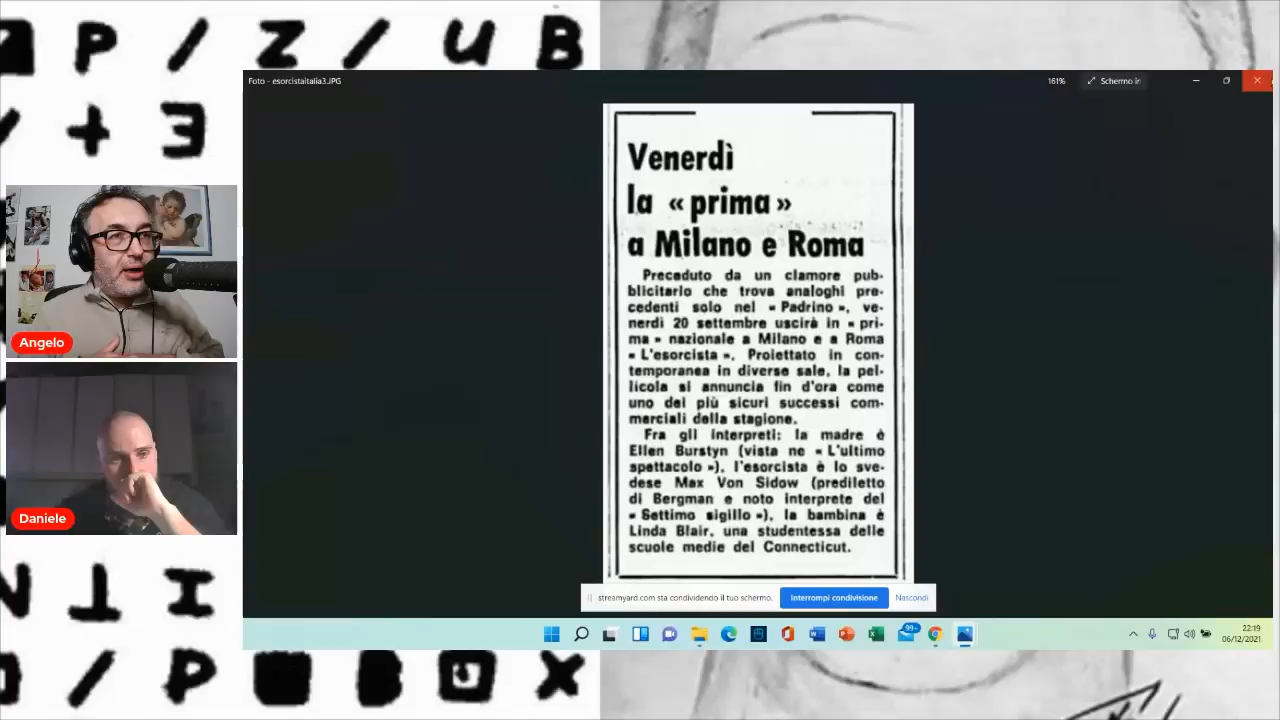 P / Z / U B
+ 3
Foto - esorcistaitalia3.JPG
161%
Schermo in
Venerdì
la «prima»
a Milano e Roma
Preceduto da un clamore pub-
blicitario che trova analoghi pre-
cedenti solo nel «Padrino», ve-
nerdì 20 settembre uscirà in «pri-
ma» nazionale a Milano e a Roma
«L'esorcista». Proiettato in con-
temporanea in diverse sale, la pel-
licola si annuncia fin d'ora come
uno dei più sicuri successi com-
merciali della stagione.
Fra gli interpreti: la madre è
Ellen Burstyn (vista ne «L'ultimo
spettacolo»), l'esorcista è lo sve-
dese Max Von Sidow (prediletto
di Bergman e noto interprete del
«Settimo sigillo»), la bambina è
Linda Blair, una studentessa delle
scuole medie del Connecticut.
Angelo
Daniele
streamyard.com sta condividendo il tuo schermo.
Interrompi condivisione
Nascondi
99+
22:19
06/12/2021
I
/ P
X